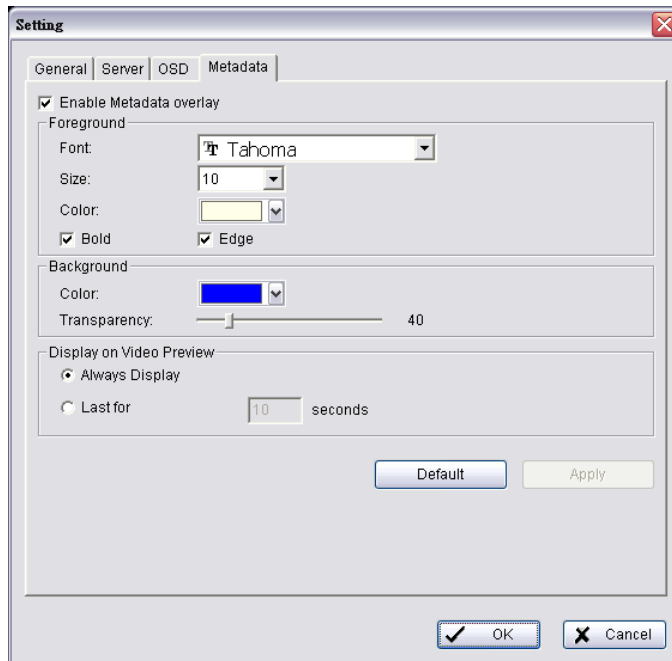 Setting
General Server OSD Metadata
Enable Metadata overlay
Foreground
Font: Tahoma
Size: 10
Color:
Bold Edge
Background
Color:
Transparency: 40
Display on Video Preview
Always Display
Last for 10 seconds
Default Apply
OK Cancel